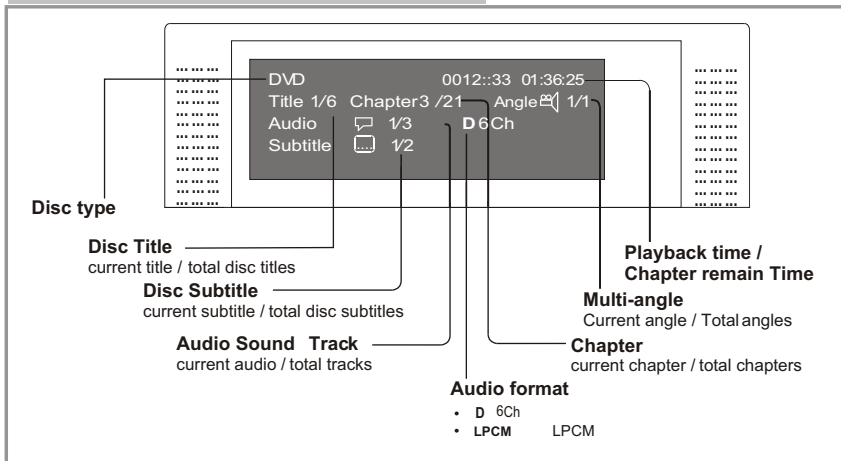 DVD 0012::33 01:36:25
Title 1/6 Chapter3 /21 Angle 1/1
Audio 1/3 D 6Ch
Subtitle 1/2
Disc type
Disc Title
current title / total disc titles
Disc Subtitle
current subtitle / total disc subtitles
Audio Sound Track
current audio / total tracks
Playback time /
Chapter remain Time
Multi-angle
Current angle / Total angles
Chapter
current chapter / total chapters
Audio format
• D 6Ch
• LPCM LPCM